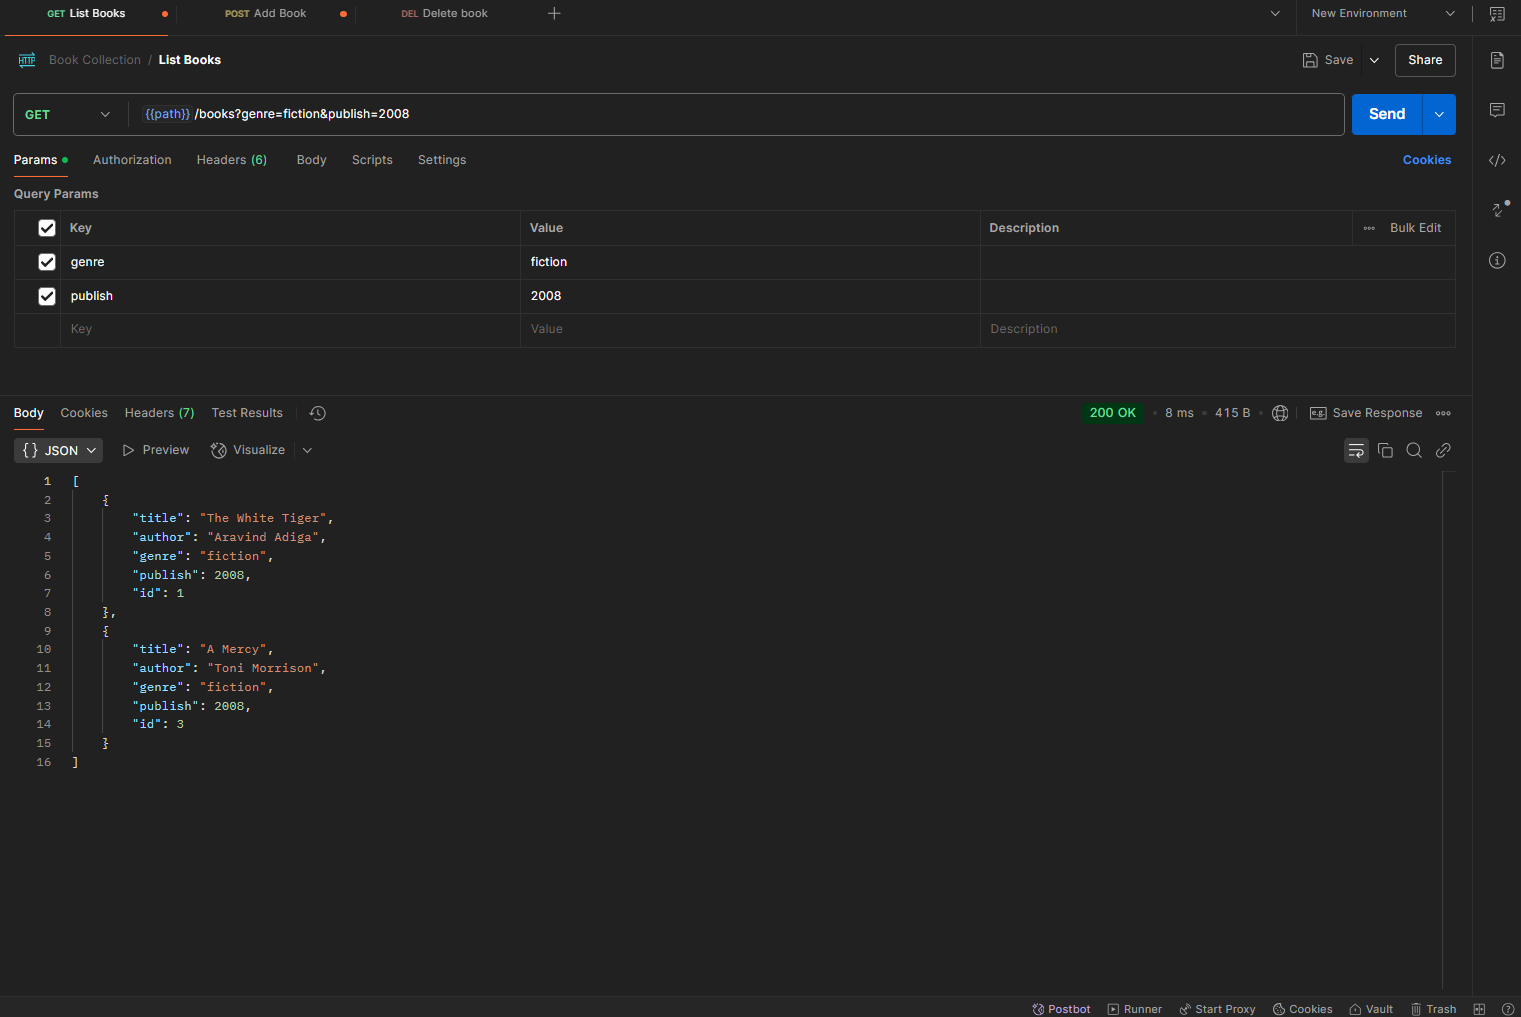 GET List Books POST Add Book DEL Delete book New Environment
HTTP Book Collection / List Books Save Share
GET {{path}} /books?genre=fiction&publish=2008 Send
Params Authorization Headers (6) Body Scripts Settings Cookies
Query Params
Key Value Description Bulk Edit
genre fiction
publish 2008
Key Value Description
Body Cookies Headers (7) Test Results 200 OK 8 ms 415 B e.g. Save Response
{} JSON Preview Visualize
1 [
2 {
3 "title": "The White Tiger",
4 "author": "Aravind Adiga",
5 "genre": "fiction",
6 "publish": 2008,
7 "id": 1
8 },
9 {
10 "title": "A Mercy",
11 "author": "Toni Morrison",
12 "genre": "fiction",
13 "publish": 2008,
14 "id": 3
15 }
16 ]
Postbot Runner Start Proxy Cookies Vault Trash